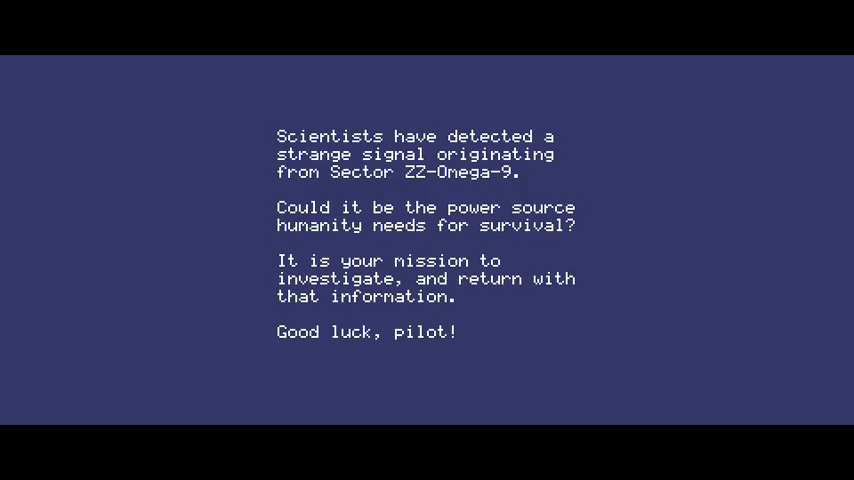 Scientists have detected a
strange signal originating
from Sector ZZ-Omega-9.
Could it be the power source
humanity needs for survival?
It is your mission to
investigate, and return with
that information.
Good luck, pilot!